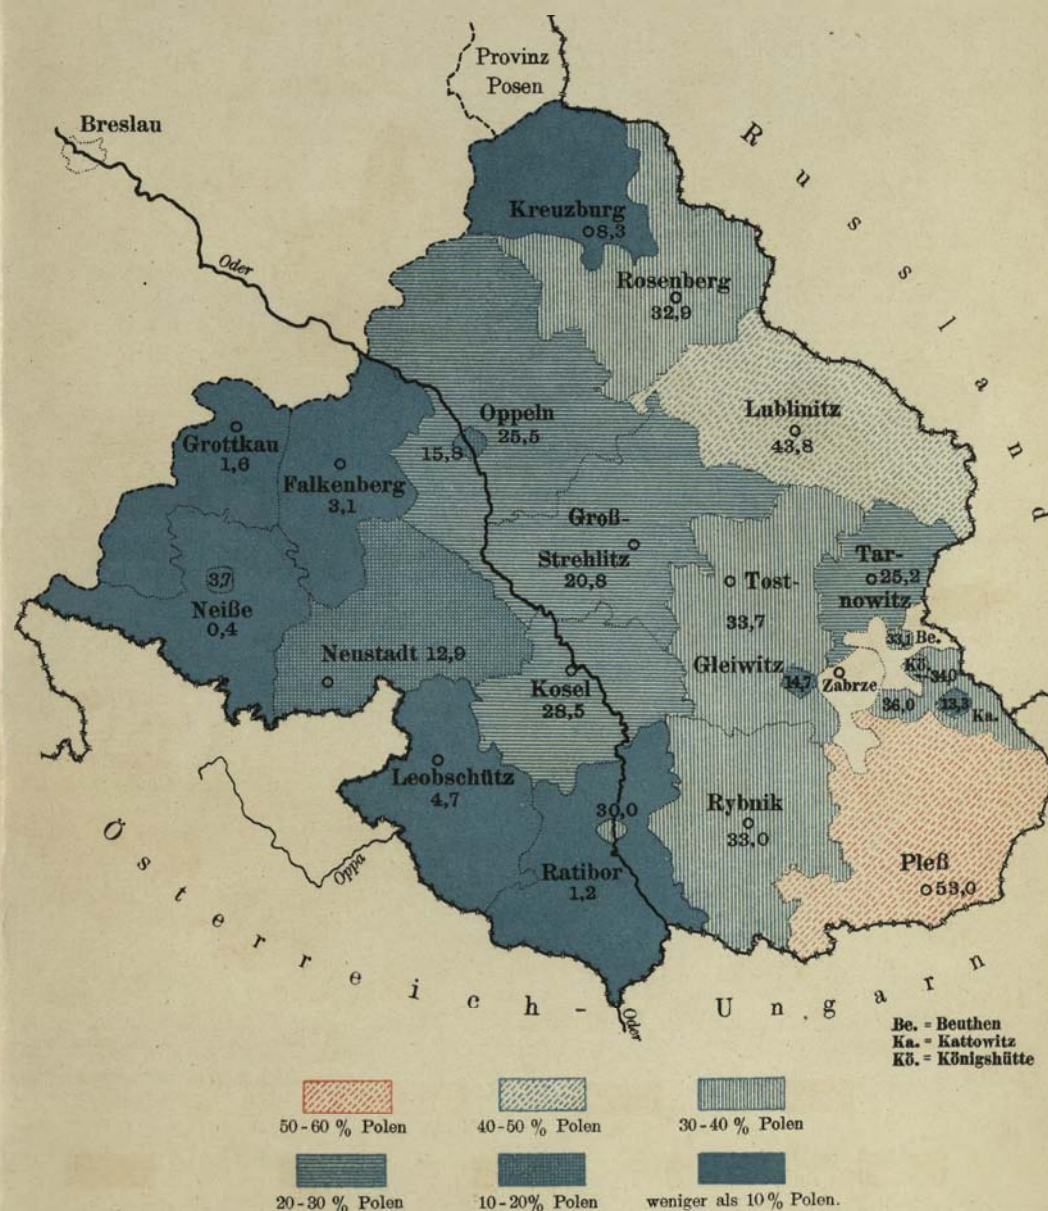 Provinz
Posen
Breslau
Russland
Kreuzburg
8,3
Oder
Rosenberg
32,9
Lublinitz
43,8
Oppeln
25,5
15,8
Grottkau
1,6
Falkenberg
3,1
Groß-
Strehlitz
20,8
Tost-
33,7
Gleiwitz
14,7
Tar-
25,2
nowitz
3,7
Neiße
0,4
Neustadt 12,9
Kosel
28,5
33,1 Be.
Kö.
34,0
Zabrze
36,0
13,3
Ka.
Leobschütz
4,7
Oppa
30,0
Ratibor
1,2
Rybnik
33,0
Pleß
53,0
Österreich-Ungarn
Oder
Be. = Beuthen
Ka. = Kattowitz
Kö. = Königshütte
50-60 % Polen
40-50 % Polen
30-40 % Polen
20-30 % Polen
10-20% Polen
weniger als 10% Polen.